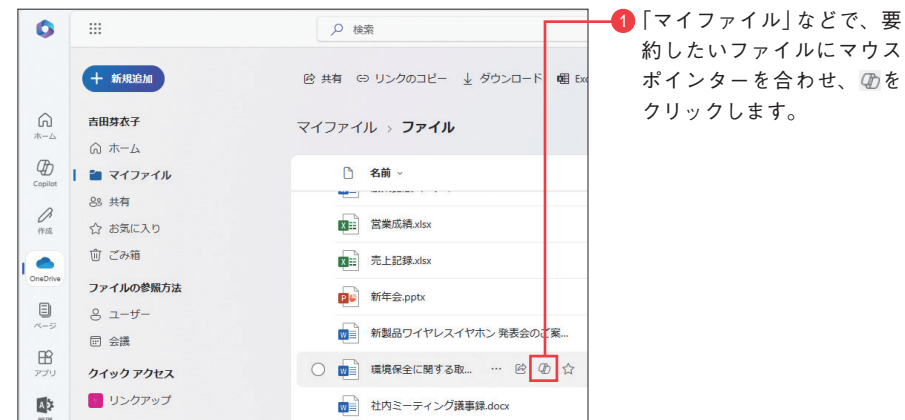 検索
新規追加
共有 リンクのコピー ダウンロード Exc
ホーム
Copilot
作成
OneDrive
ページ
アプリ
吉田芽衣子
ホーム
マイファイル
共有
お気に入り
ごみ箱
ファイルの参照方法
ユーザー
会議
クイック アクセス
リンクアップ
マイファイル > ファイル
名前
営業成績.xlsx
売上記録.xlsx
新年会.pptx
新製品ワイヤレスイヤホン 発表会のご案...
環境保全に関する取... ...
社内ミーティング議事録.docx
1 「マイファイル」などで、要
約したいファイルにマウス
ポインターを合わせ、を
クリックします。